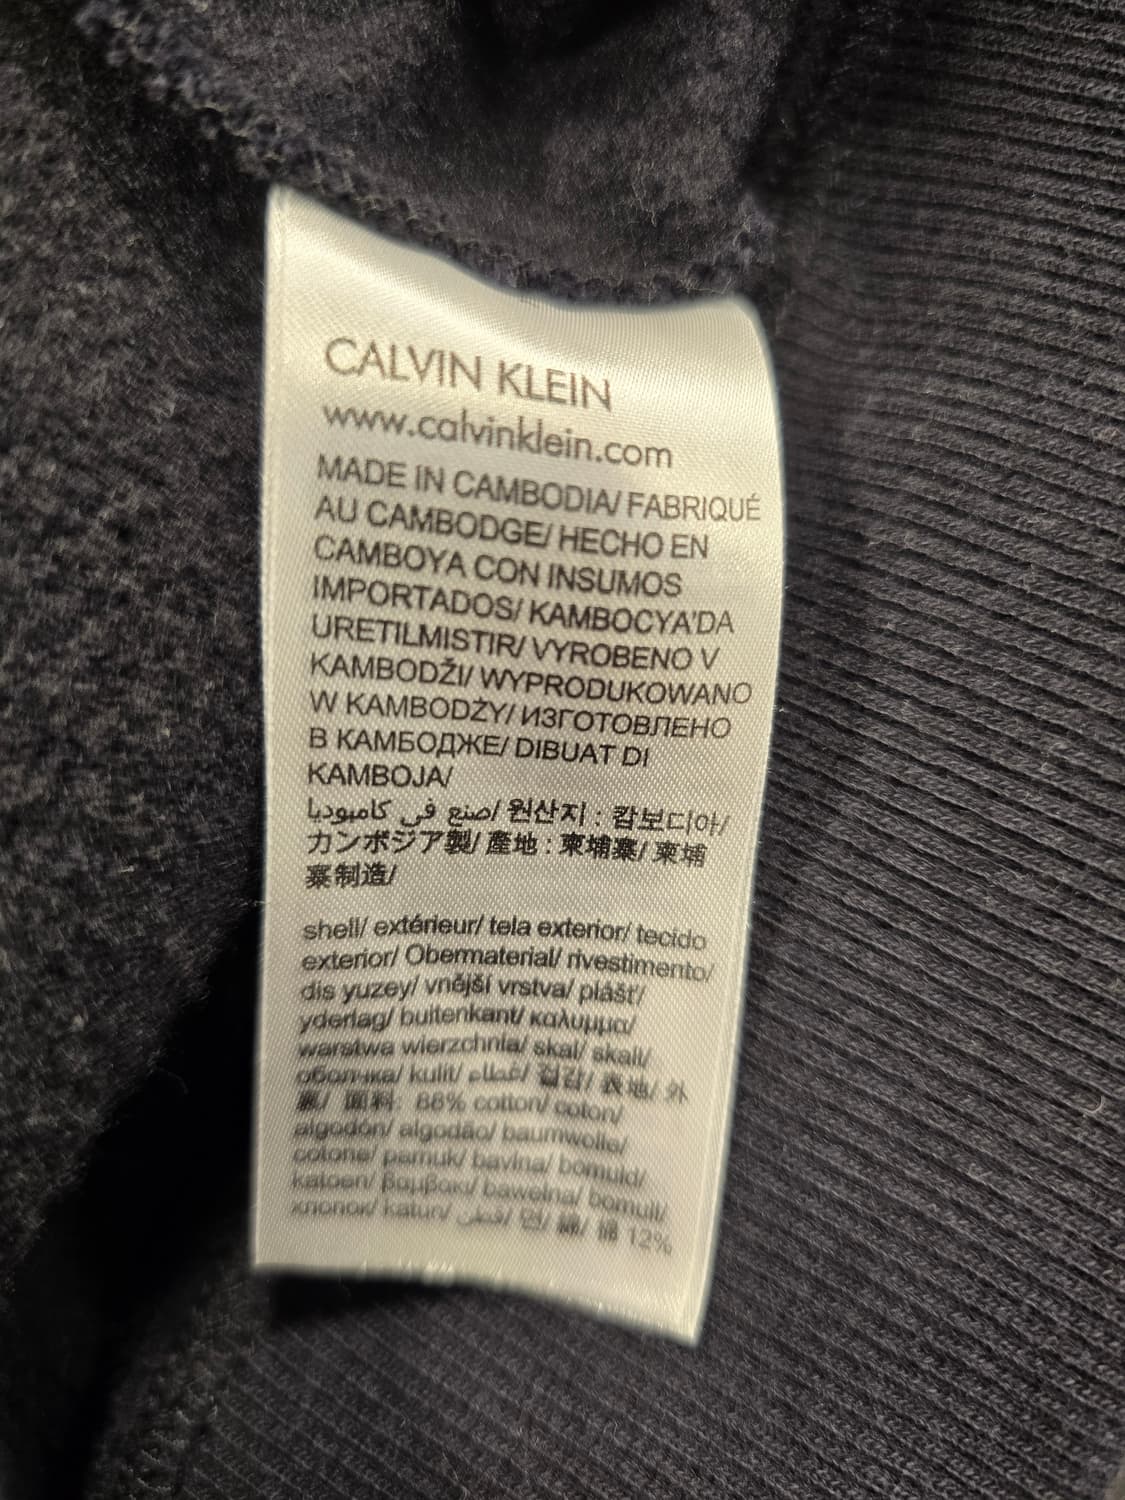 CALVIN KLEIN
www.calvinklein.com
MADE IN CAMBODIA/ FABRIQUÉ
AU CAMBODGE/ HECHO EN
CAMBOYA CON INSUMOS
IMPORTADOS/ KAMBOCYA'DA
URETILMISTIR/ VYROBENO V
KAMBODŽI/ WYPRODUKOWANO
W KAMBODŻY/ ИЗГОТОВЛЕНО
В КАМБОДЖЕ/ DIBUAT DI
KAMBOJA/
صنع في كامبوديا/ 원산지 : 캄보디아/
カンボジア製/ 產地 : 柬埔寨/ 柬埔
寨制造/
shell/ extérieur/ tela exterior/ tecido
exterior/ Obermaterial/ rivestimento/
dis yuzey/ vnější vrstva/ plášť/
yderlag/ buitenkant/ καλυμμα/
warstwa wierzchnia/ skal/ skall/
оболочка/ kulit/ غطاء/ 겉감/ 表地/ 外
面料: cotton/ coton/
algodón/ algodão/ baumwolle/
cotone/ pamuk/ bavlna/ bomuld/
katoen/ βαμβακι/ bawełna/ bomull/
хлопок/ katun/ قطن/ 면/ 綿/ 12%